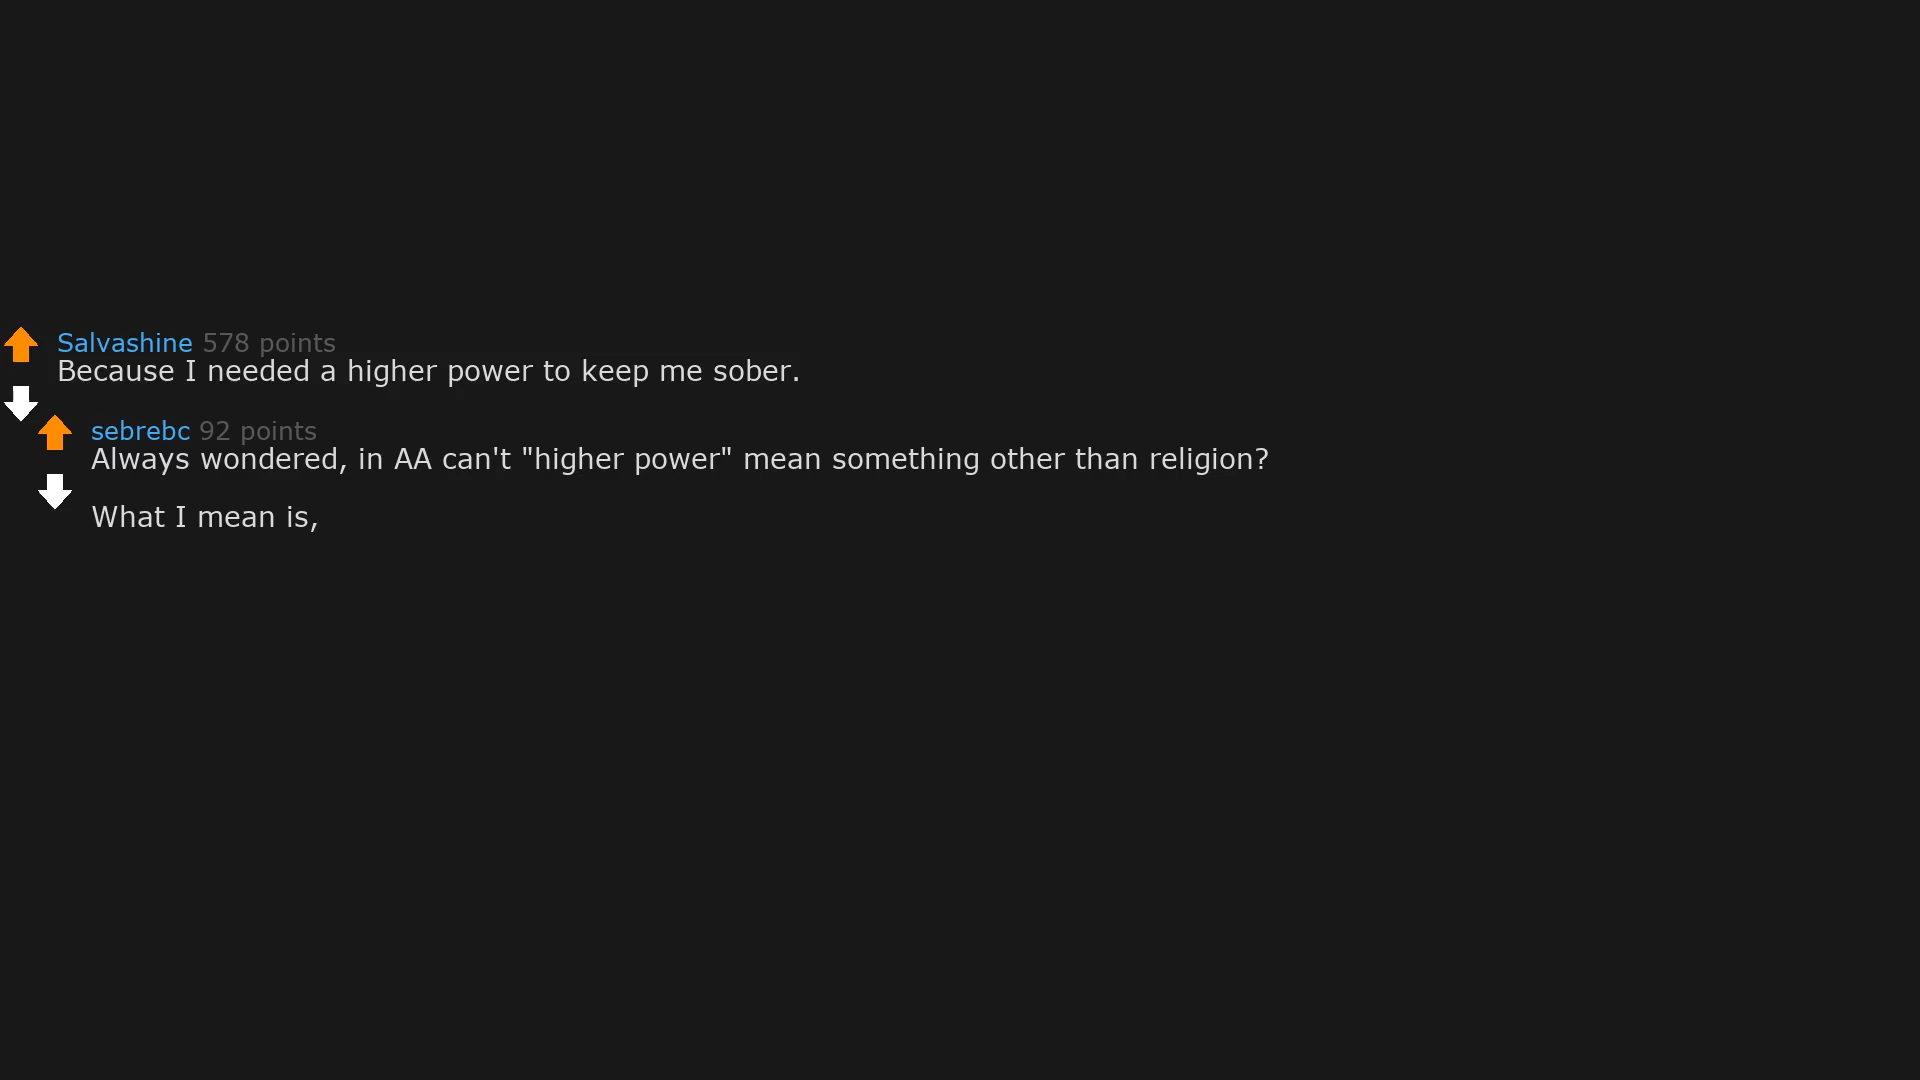 Salvashine 578 points
Because I needed a higher power to keep me sober.
sebrebc 92 points
Always wondered, in AA can't "higher power" mean something other than religion?
What I mean is,